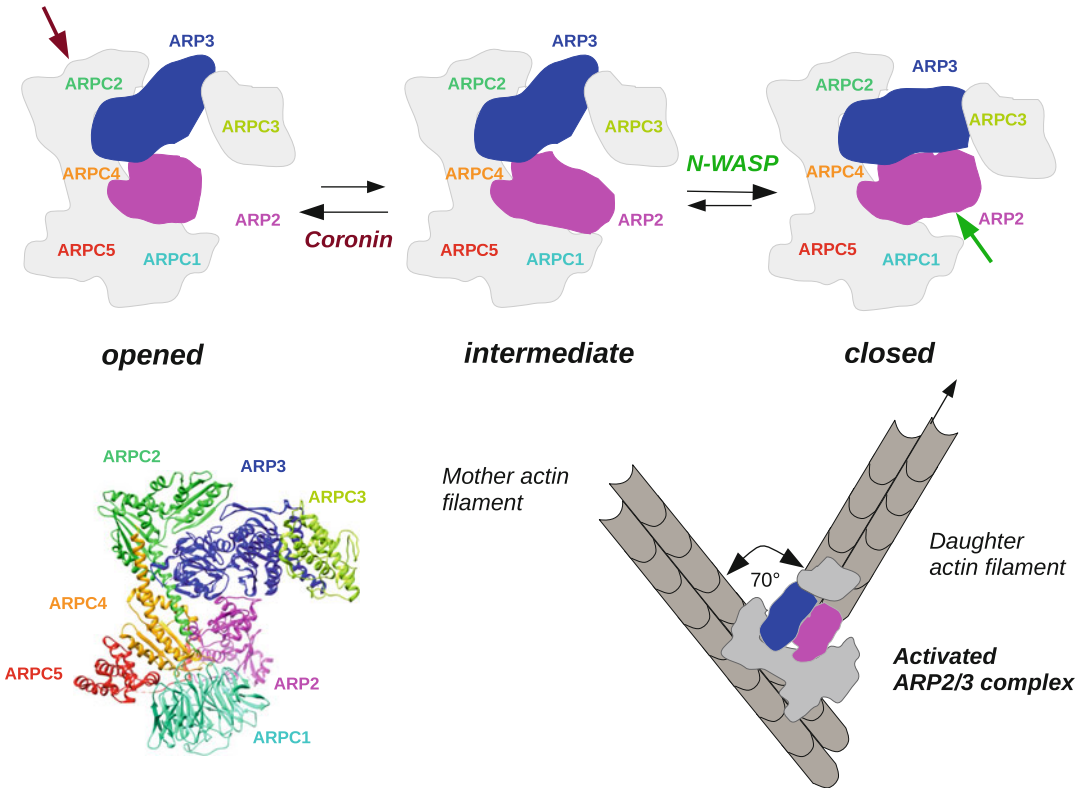 ARP3
ARPC2
ARPC3
ARPC4
ARP2
ARPC5
ARPC1
opened
Coronin
ARP3
ARPC2
ARPC3
ARPC4
ARP2
ARPC5
ARPC1
intermediate
N-WASP
ARP3
ARPC2
ARPC3
ARPC4
ARP2
ARPC5
ARPC1
closed
ARPC2
ARP3
ARPC3
ARPC4
ARPC5
ARP2
ARPC1
Mother actin
filament
70°
Daughter
actin filament
Activated
ARP2/3 complex